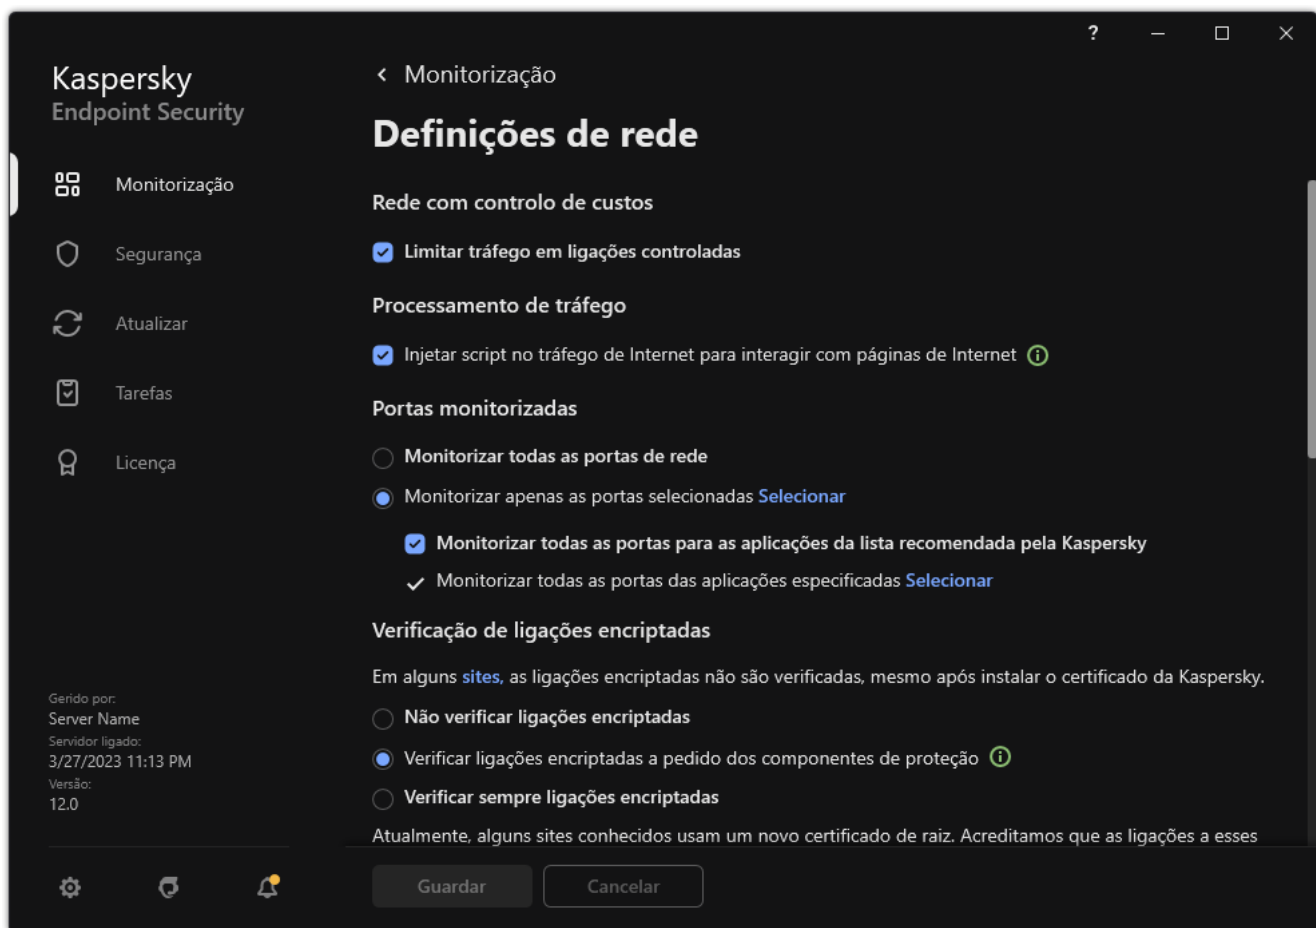 ?
Kaspersky
Endpoint Security
Monitorização
Segurança
Atualizar
Tarefas
Licença
Gerido por:
Server Name
Servidor ligado:
3/27/2023 11:13 PM
Versão:
12.0
Monitorização
Definições de rede
Rede com controlo de custos
Limitar tráfego em ligações controladas
Processamento de tráfego
Injetar script no tráfego de Internet para interagir com páginas de Internet
Portas monitorizadas
Monitorizar todas as portas de rede
Monitorizar apenas as portas selecionadas Selecionar
Monitorizar todas as portas para as aplicações da lista recomendada pela Kaspersky
Monitorizar todas as portas das aplicações especificadas Selecionar
Verificação de ligações encriptadas
Em alguns sites, as ligações encriptadas não são verificadas, mesmo após instalar o certificado da Kaspersky.
Não verificar ligações encriptadas
Verificar ligações encriptadas a pedido dos componentes de proteção
Verificar sempre ligações encriptadas
Atualmente, alguns sites conhecidos usam um novo certificado de raiz. Acreditamos que as ligações a esses
Guardar
Cancelar